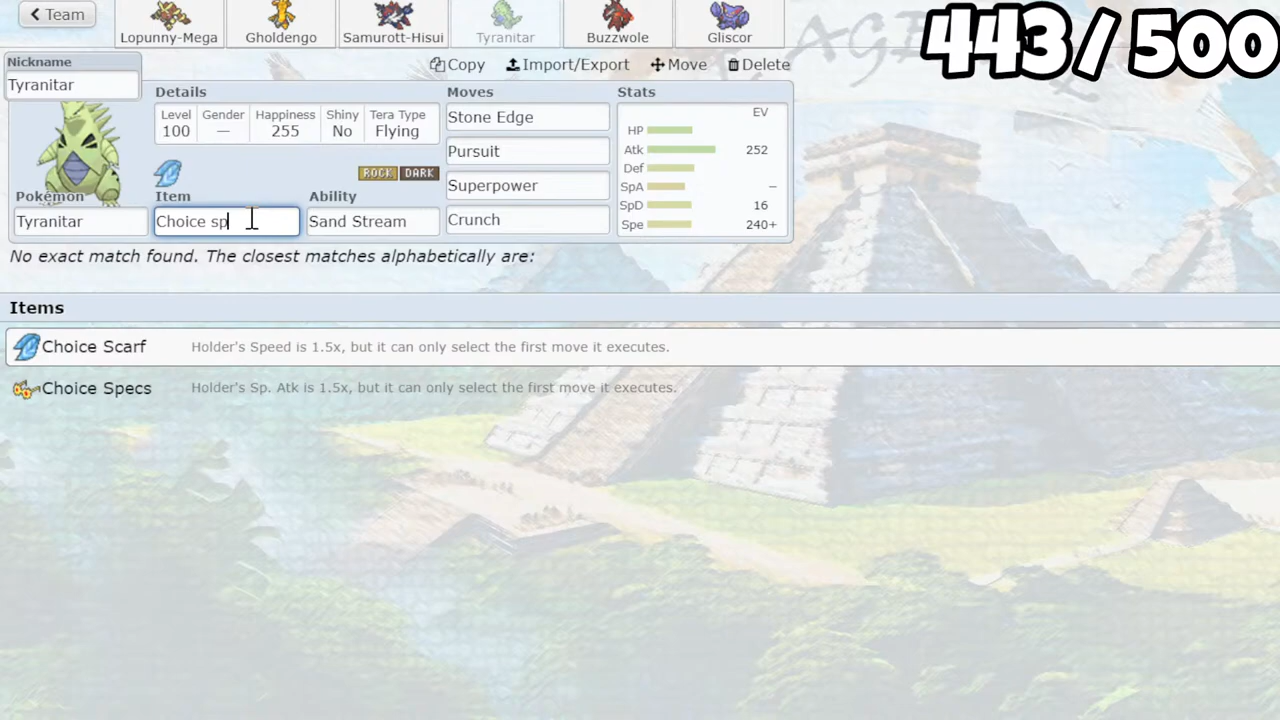 Team
Lopunny-Mega
Gholdengo
Samurott-Hisui
Tyranitar
Buzzwole
Gliscor
443/500
Nickname
Tyranitar
Copy
Import/Export
Move
Delete
Details
Level
100
Gender
—
Happiness
255
Shiny
No
Tera Type
Flying
ROCK
DARK
Pokémon
Tyranitar
Item
Choice sp
Ability
Sand Stream
Moves
Stone Edge
Pursuit
Superpower
Crunch
Stats
EV
HP
Atk 252
Def
SpA –
SpD 16
Spe 240+
No exact match found. The closest matches alphabetically are:
Items
Choice Scarf Holder's Speed is 1.5x, but it can only select the first move it executes.
Choice Specs Holder's Sp. Atk is 1.5x, but it can only select the first move it executes.